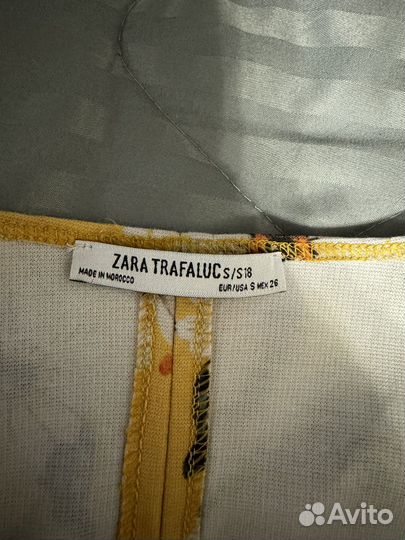 ZARA TRAFALUC S/S18
MADE IN MOROCCO
EUR/USA S MEX 26
Avito